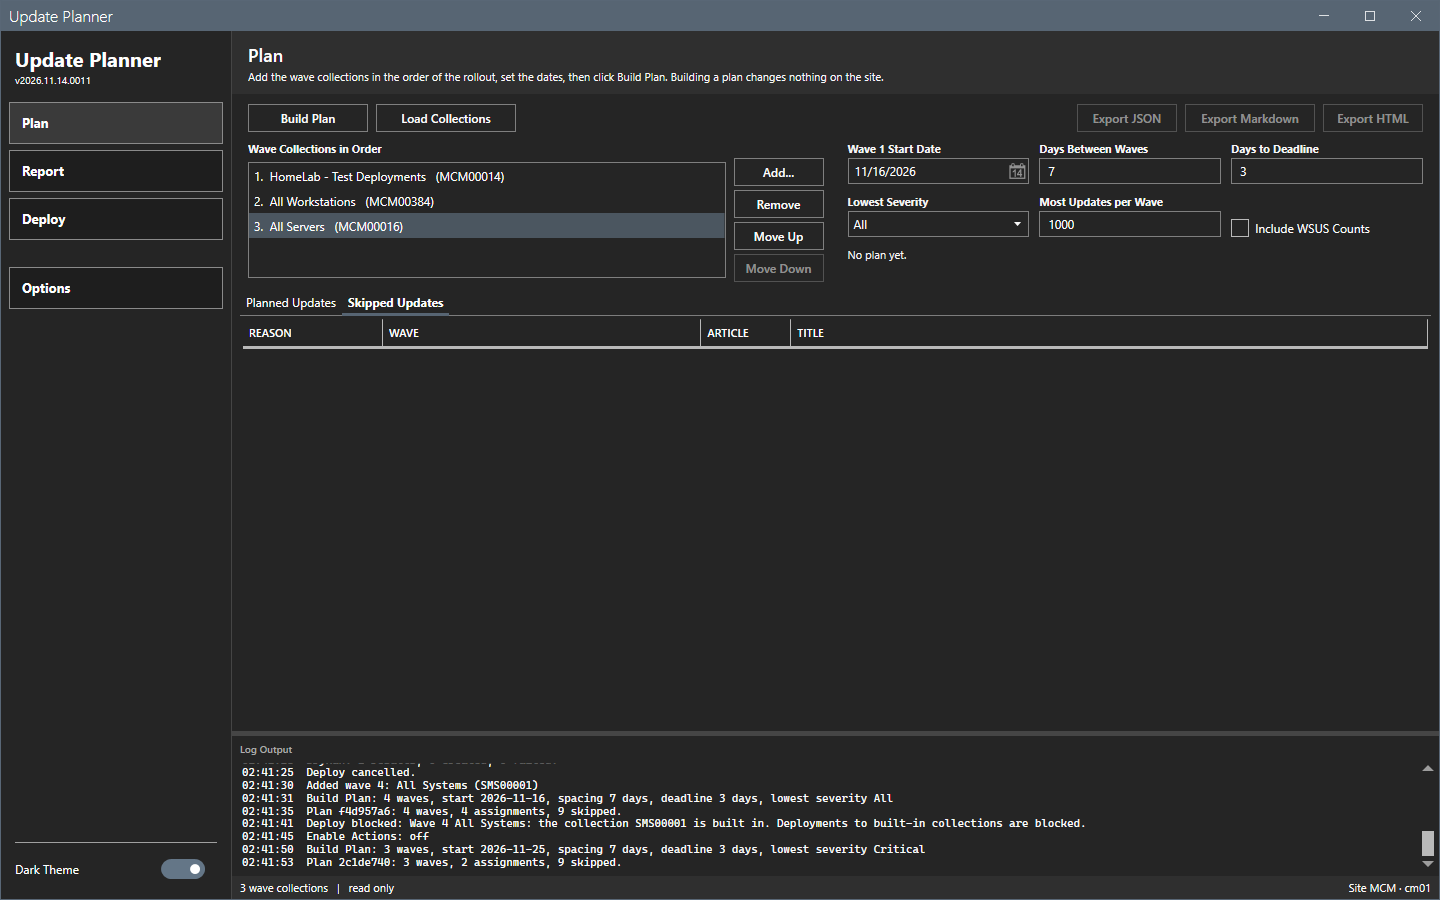 Update Planner
Update Planner
v2026.11.14.0011
Plan
Report
Deploy
Options
Dark Theme
Plan
Add the wave collections in the order of the rollout, set the dates, then click Build Plan. Building a plan changes nothing on the site.
Build Plan
Load Collections
Export JSON
Export Markdown
Export HTML
Wave Collections in Order
1. HomeLab - Test Deployments (MCM00014)
2. All Workstations (MCM00384)
3. All Servers (MCM00016)
Add...
Remove
Move Up
Move Down
Wave 1 Start Date
11/16/2026
14
Days Between Waves
7
Days to Deadline
3
Lowest Severity
All
Most Updates per Wave
1000
Include WSUS Counts
No plan yet.
Planned Updates
Skipped Updates
REASON
WAVE
ARTICLE
TITLE
Log Output
02:41:25 Deploy cancelled.
02:41:30 Added wave 4: All Systems (SMS00001)
02:41:31 Build Plan: 4 waves, start 2026-11-16, spacing 7 days, deadline 3 days, lowest severity All
02:41:35 Plan f4d957a6: 4 waves, 4 assignments, 9 skipped.
02:41:41 Deploy blocked: Wave 4 All Systems: the collection SMS00001 is built in. Deployments to built-in collections are blocked.
02:41:45 Enable Actions: off
02:41:50 Build Plan: 3 waves, start 2026-11-25, spacing 7 days, deadline 3 days, lowest severity Critical
02:41:53 Plan 2c1de740: 3 waves, 2 assignments, 9 skipped.
3 wave collections | read only
Site MCM · cm01